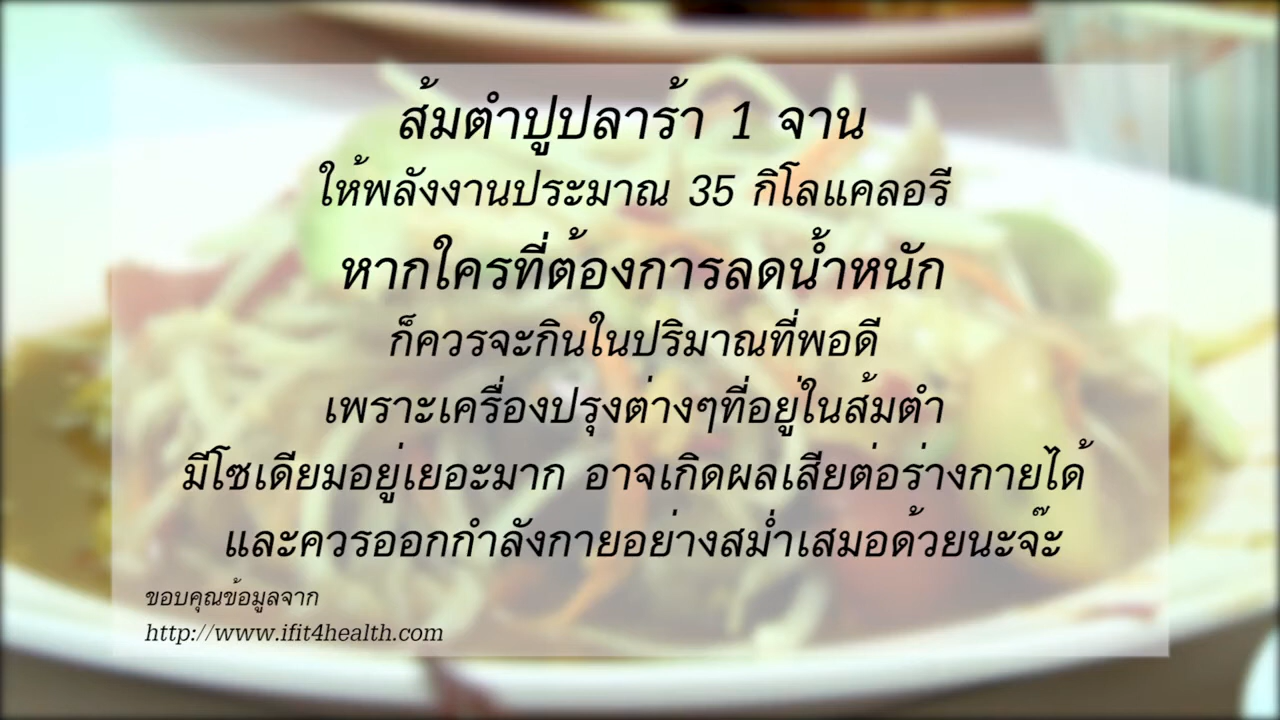 ส้มตำปูปลาร้า 1 จาน
ให้พลังงานประมาณ 35 กิโลแคลอรี
หากใครที่ต้องการลดน้ำหนัก
ก็ควรจะกินในปริมาณที่พอดี
เพราะเครื่องปรุงต่างๆที่อยู่ในส้มตำ
มีโซเดียมอยู่เยอะมาก อาจเกิดผลเสียต่อร่างกายได้
และควรออกกำลังกายอย่างสม่ำเสมอด้วยนะจ๊ะ
ขอบคุณข้อมูลจาก
http://www.ifit4health.com